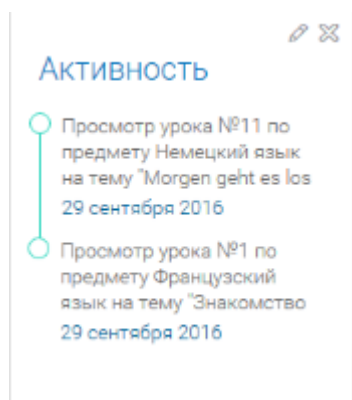 Активность
Просмотр урока №11 по
предмету Немецкий язык
на тему "Morgen geht es los
29 сентября 2016
Просмотр урока №1 по
предмету Французский
язык на тему "Знакомство
29 сентября 2016